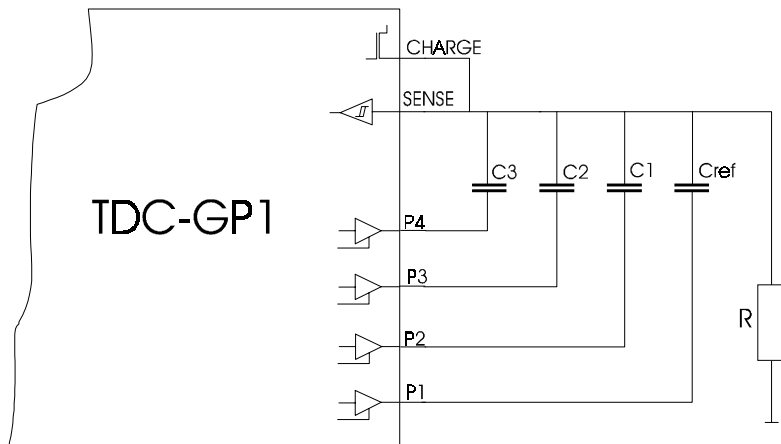 CHARGE
SENSE
C3 C2 C1 Cref
TDC-GP1
P4
P3
R
P2
P1